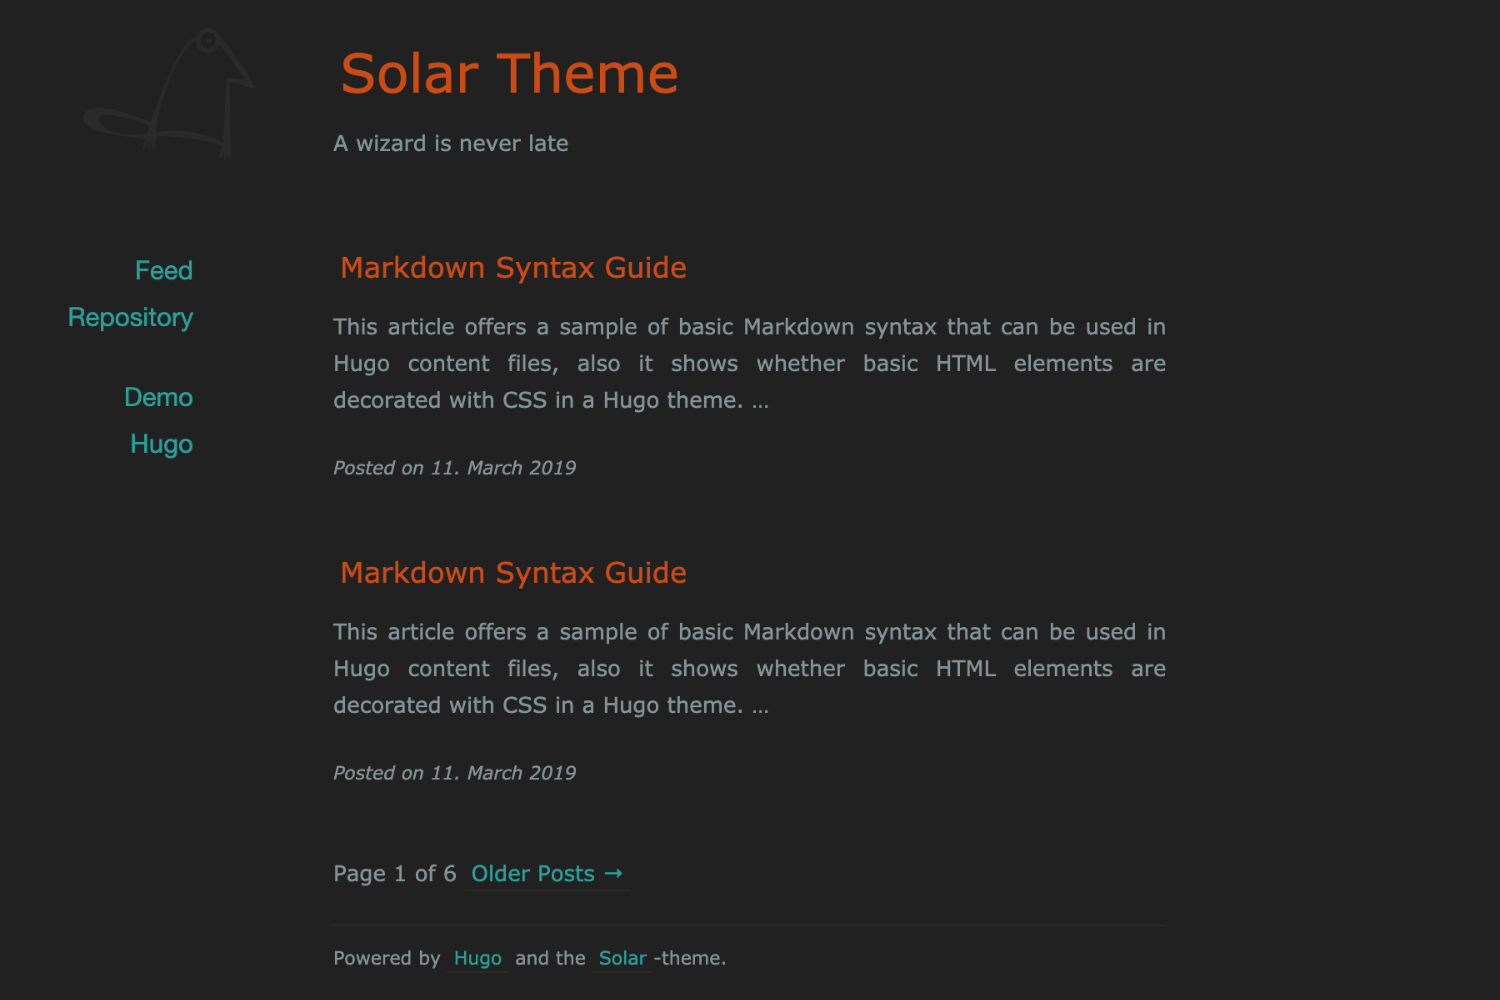 Solar Theme
A wizard is never late
Feed
Repository
Demo
Hugo
Markdown Syntax Guide
This article offers a sample of basic Markdown syntax that can be used in
Hugo content files, also it shows whether basic HTML elements are
decorated with CSS in a Hugo theme. …
Posted on 11. March 2019
Markdown Syntax Guide
This article offers a sample of basic Markdown syntax that can be used in
Hugo content files, also it shows whether basic HTML elements are
decorated with CSS in a Hugo theme. …
Posted on 11. March 2019
Page 1 of 6 Older Posts →
Powered by Hugo and the Solar -theme.